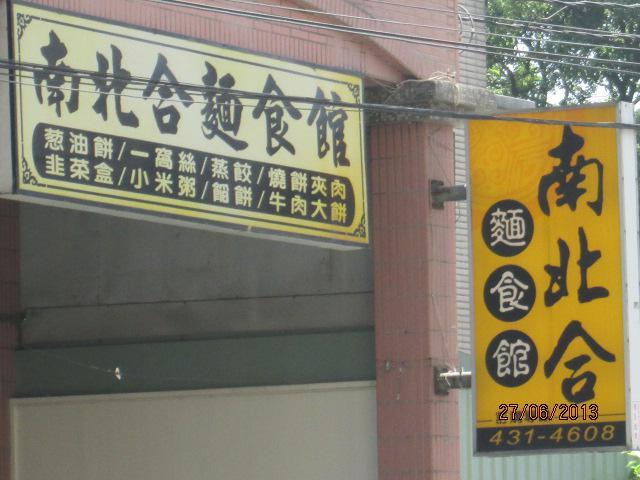 南北合麵食館
葱油餅/一窩絲/蒸餃/燒餅夾肉
韭菜盒/小米粥/餡餅/牛肉大餅
南北合
麵食館
27/06/2013
431-4608